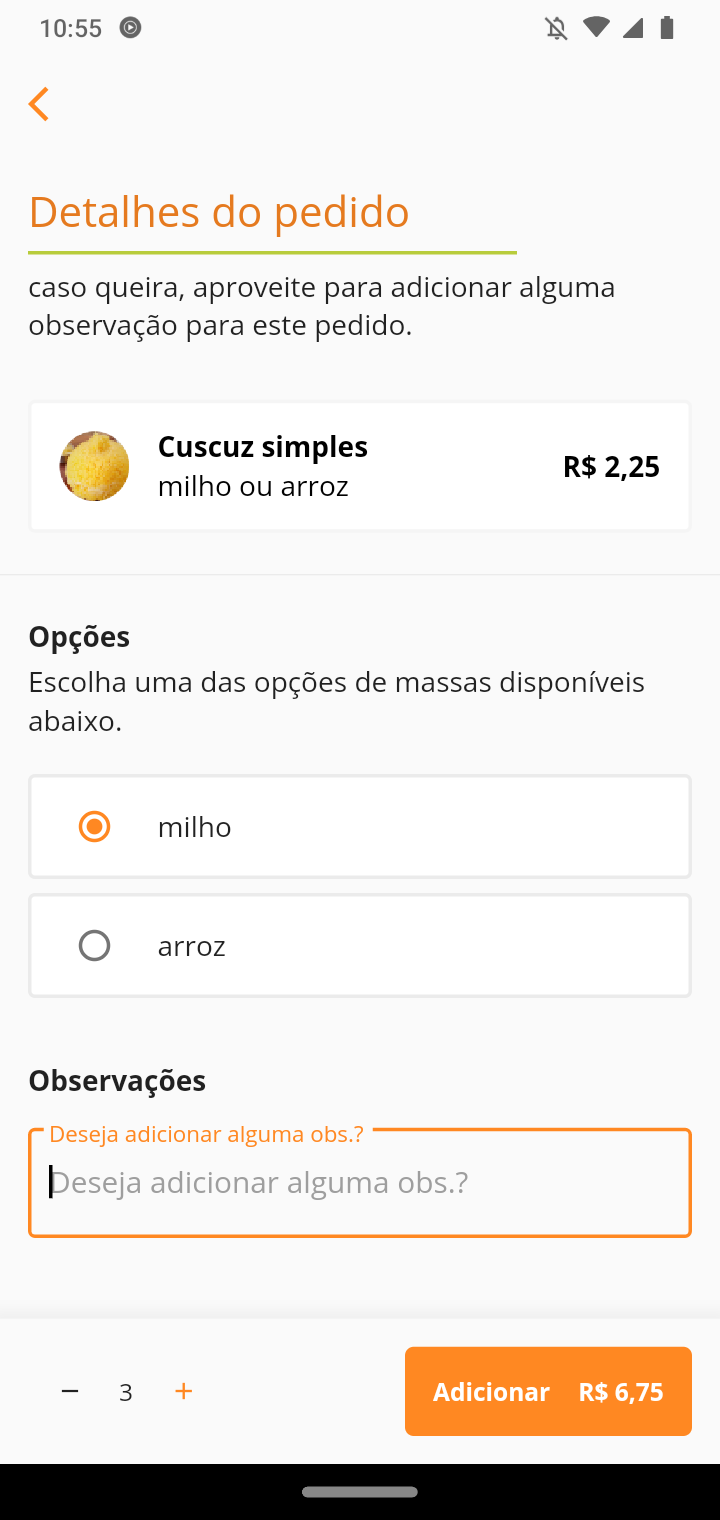 10:55
Detalhes do pedido
caso queira, aproveite para adicionar alguma
observação para este pedido.
Cuscuz simples
milho ou arroz
R$ 2,25
Opções
Escolha uma das opções de massas disponíveis
abaixo.
milho
arroz
Observações
Deseja adicionar alguma obs.?
Deseja adicionar alguma obs.?
− 3 +
Adicionar R$ 6,75